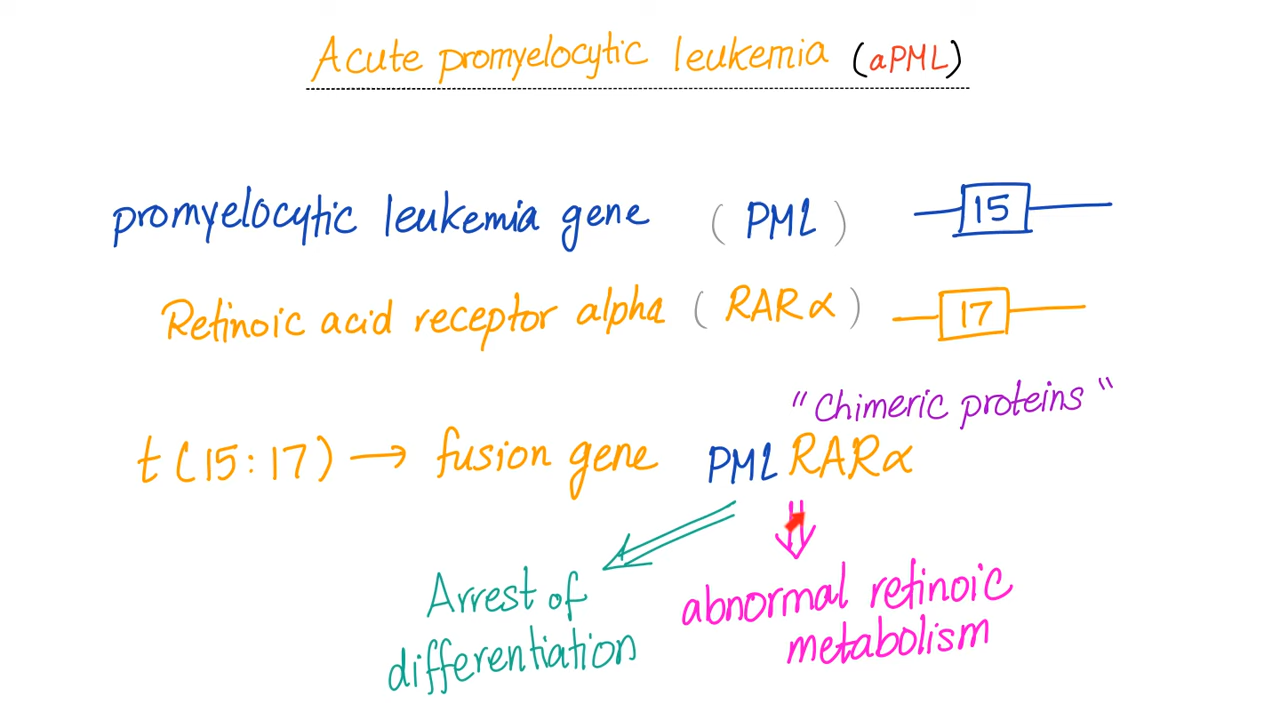 Acute promyelocytic leukemia (aPML)
promyelocytic leukemia gene (PML) 15
Retinoic acid receptor alpha (RARα) 17
"Chimeric proteins"
t(15:17) → fusion gene PML RARα
Arrest of
differentiation
abnormal retinoic
metabolism